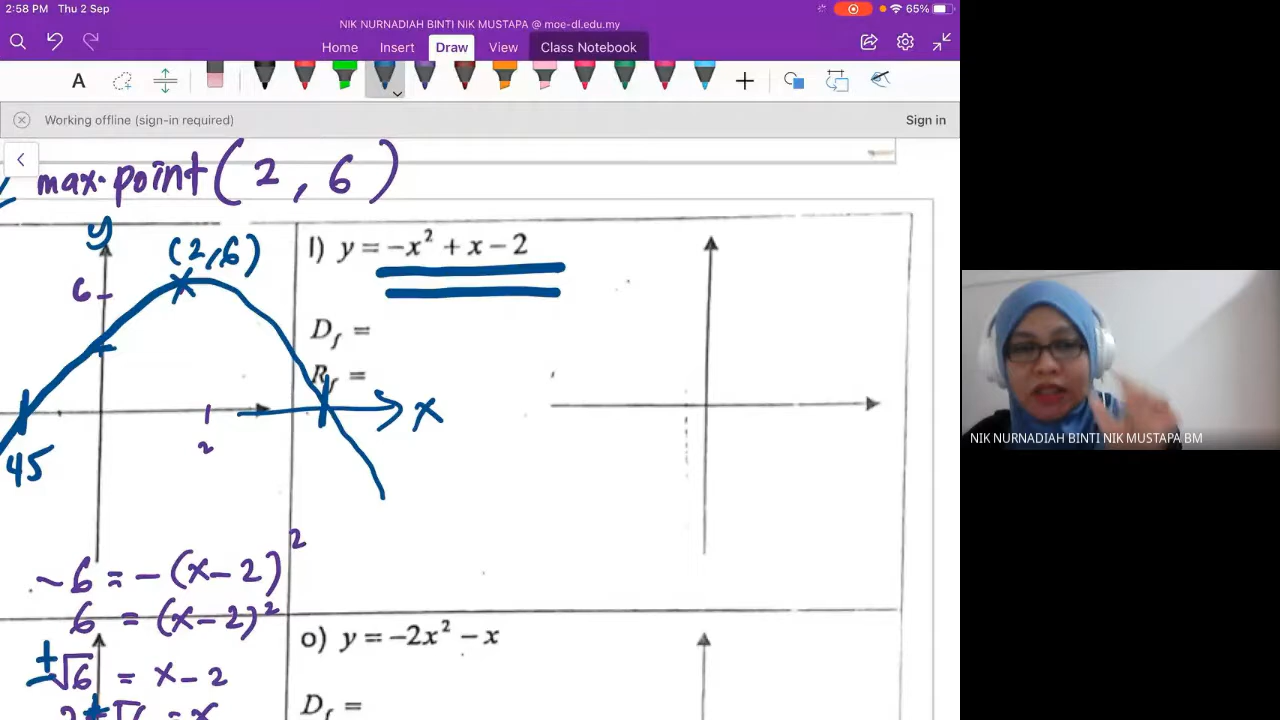 2:58 PM Thu 2 Sep
65%
NIK NURNADIAH BINTI NIK MUSTAPA @ moe-dl.edu.my
Home Insert Draw View Class Notebook
A
Working offline (sign-in required) Sign in
max.point (2, 6)
y
(2,6)
6
1
2
x
45
-6 = -(x-2)²
6 = (x-2)²
±√6 = x-2
2±√6 = x
l) y = -x² + x - 2
D_f =
R_f =
o) y = -2x² - x
D_f =
NIK NURNADIAH BINTI NIK MUSTAPA BM